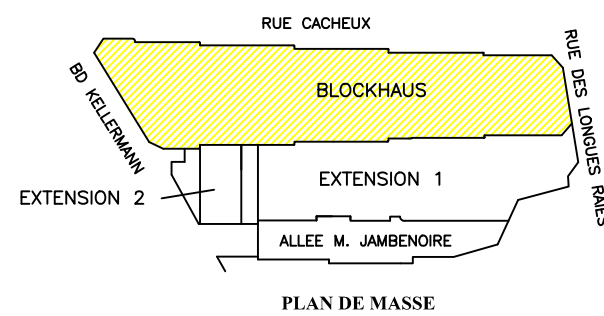 RUE CACHEUX
BD KELLERMANN
RUE DES LONGUES RAIES
BLOCKHAUS
EXTENSION 1
EXTENSION 2
ALLEE M. JAMBENOIRE
PLAN DE MASSE